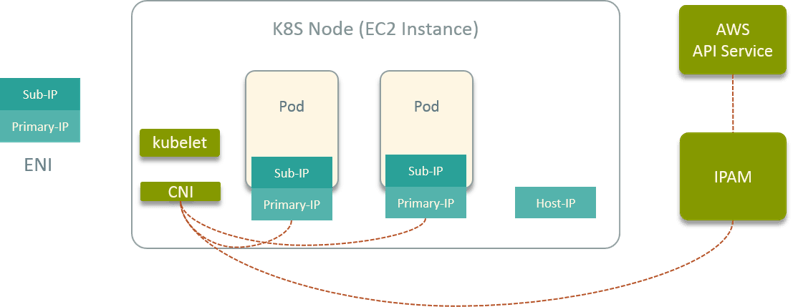 K8S Node (EC2 Instance)
AWS
API Service
Sub-IP
Primary-IP
ENI
Pod
Pod
kubelet
CNI
Sub-IP
Primary-IP
Sub-IP
Primary-IP
Host-IP
IPAM